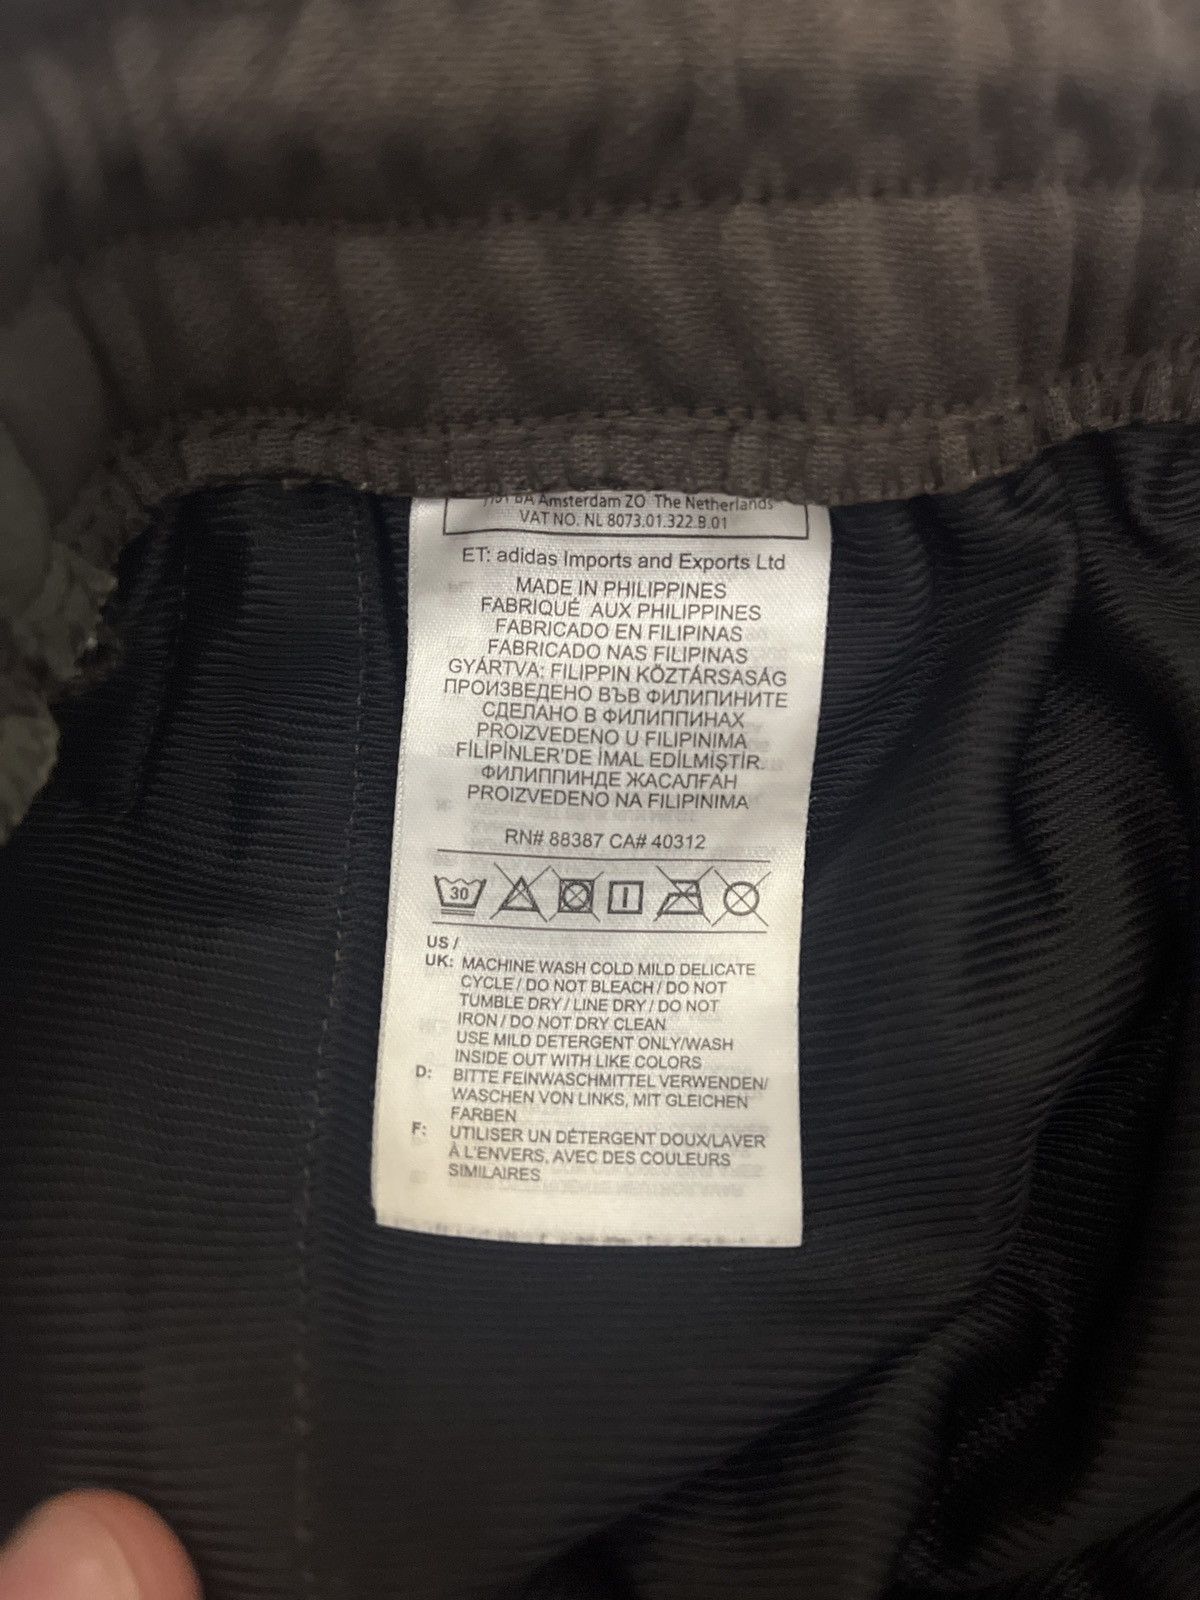 Amsterdam ZO The Netherlands
VAT NO. NL 8073.01.322.B.01
ET: adidas Imports and Exports Ltd
MADE IN PHILIPPINES
FABRIQUÉ AUX PHILIPPINES
FABRICADO EN FILIPINAS
FABRICADO NAS FILIPINAS
GYÁRTVA: FILIPPIN KÖZTÁRSASÁG
ПРОИЗВЕДЕНО ВЪВ ФИЛИПИНИТЕ
СДЕЛАНО В ФИЛИППИНАХ
PROIZVEDENO U FILIPINIMA
FİLİPİNLER'DE İMAL EDİLMİŞTİR.
ФИЛИППИНДЕ ЖАСАЛҒАН
PROIZVEDENO NA FILIPINIMA
RN# 88387 CA# 40312
30
US /
UK: MACHINE WASH COLD MILD DELICATE
CYCLE / DO NOT BLEACH / DO NOT
TUMBLE DRY / LINE DRY / DO NOT
IRON / DO NOT DRY CLEAN
USE MILD DETERGENT ONLY/WASH
INSIDE OUT WITH LIKE COLORS
D: BITTE FEINWASCHMITTEL VERWENDEN/
WASCHEN VON LINKS, MIT GLEICHEN
FARBEN
F: UTILISER UN DÉTERGENT DOUX/LAVER
À L'ENVERS, AVEC DES COULEURS
SIMILAIRES